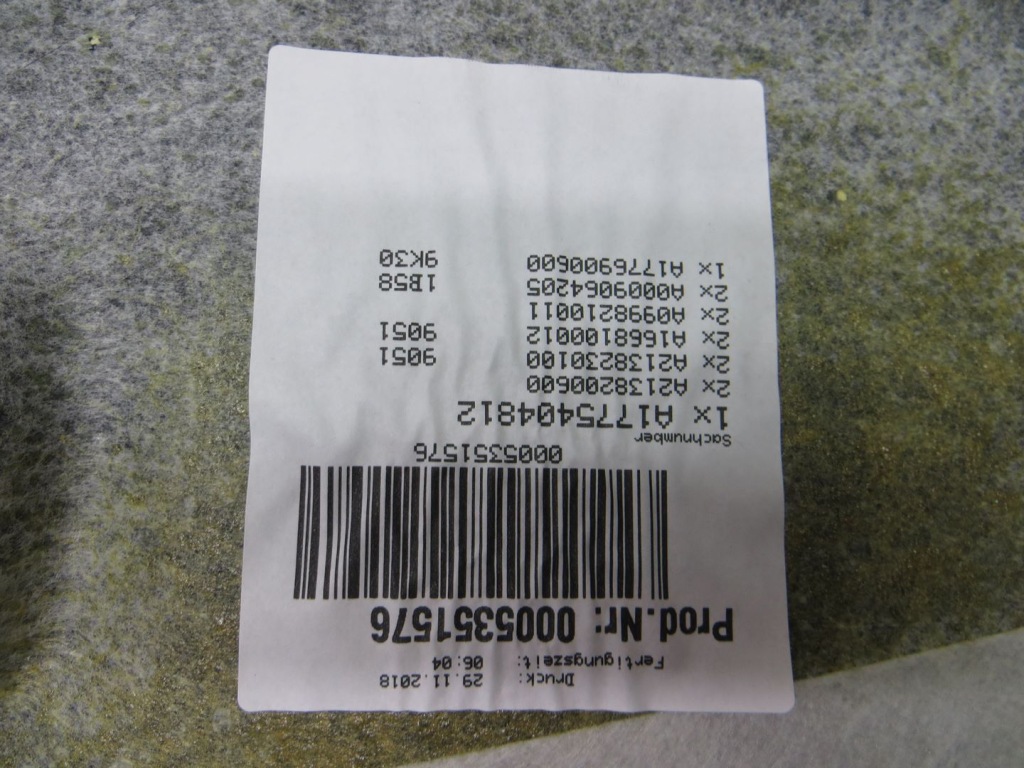 Druck: 29.11.2018
Fertigungszeit: 06:04
Prod.Nr: 0005351576
0005351576
Sachnumber
1x A1775404812
2x A2138200600
2x A2138230100 9051
2x A1668100012 9051
2x A0998210011
2x A0009064205 1B58
1x A1776900600 9K30